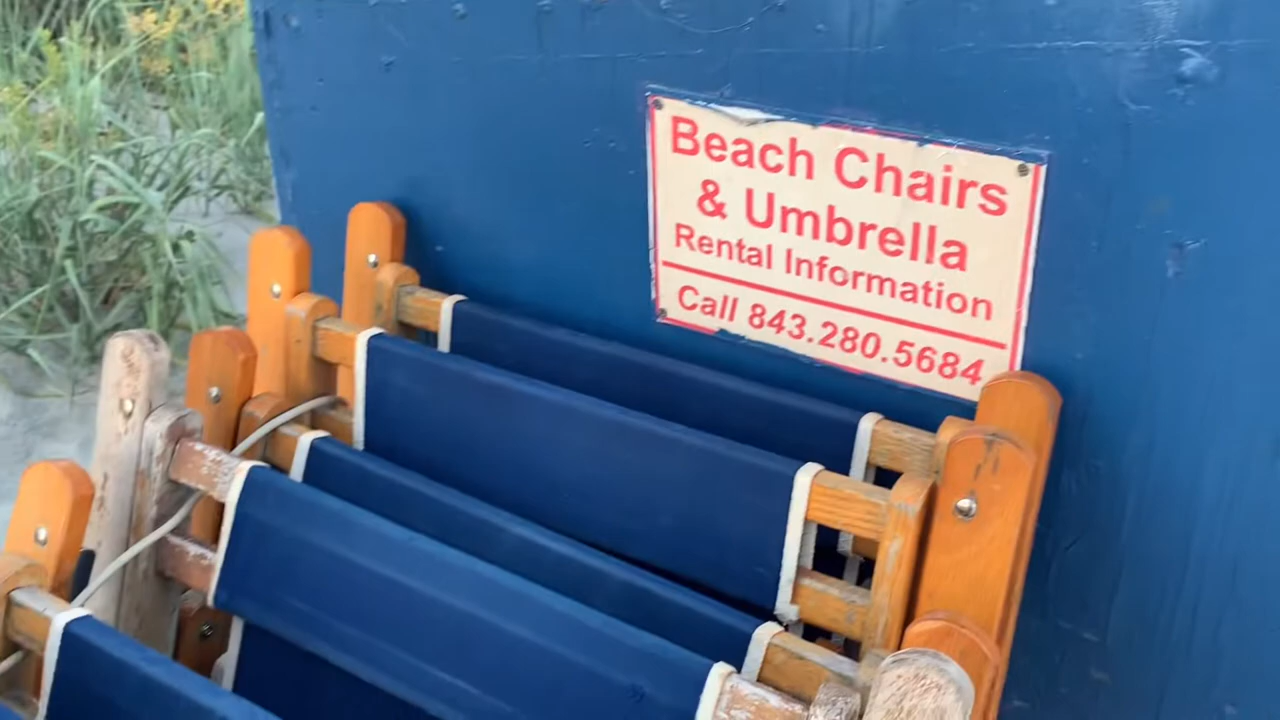 Beach Chairs
& Umbrella
Rental Information
Call 843.280.5684